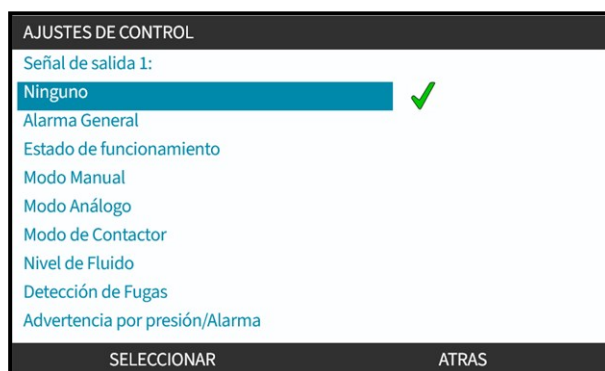 AJUSTES DE CONTROL
Señal de salida 1:
Ninguno
Alarma General
Estado de funcionamiento
Modo Manual
Modo Análogo
Modo de Contactor
Nivel de Fluido
Detección de Fugas
Advertencia por presión/Alarma
SELECCIONAR ATRAS